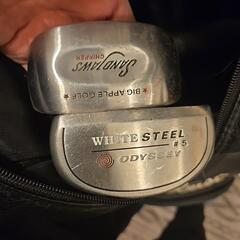 SAND JAWS
CHIPPER
★ BIG APPLE GOLF ★
WHITE STEEL
#5
ODYSSEY